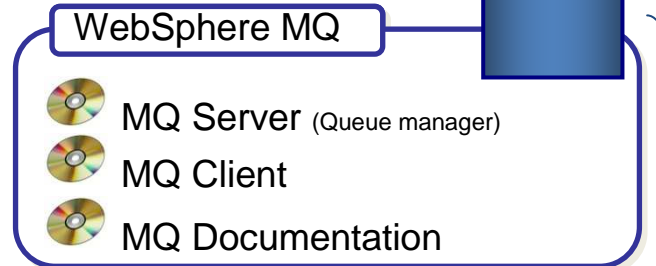 WebSphere MQ
MQ Server (Queue manager)
MQ Client
MQ Documentation